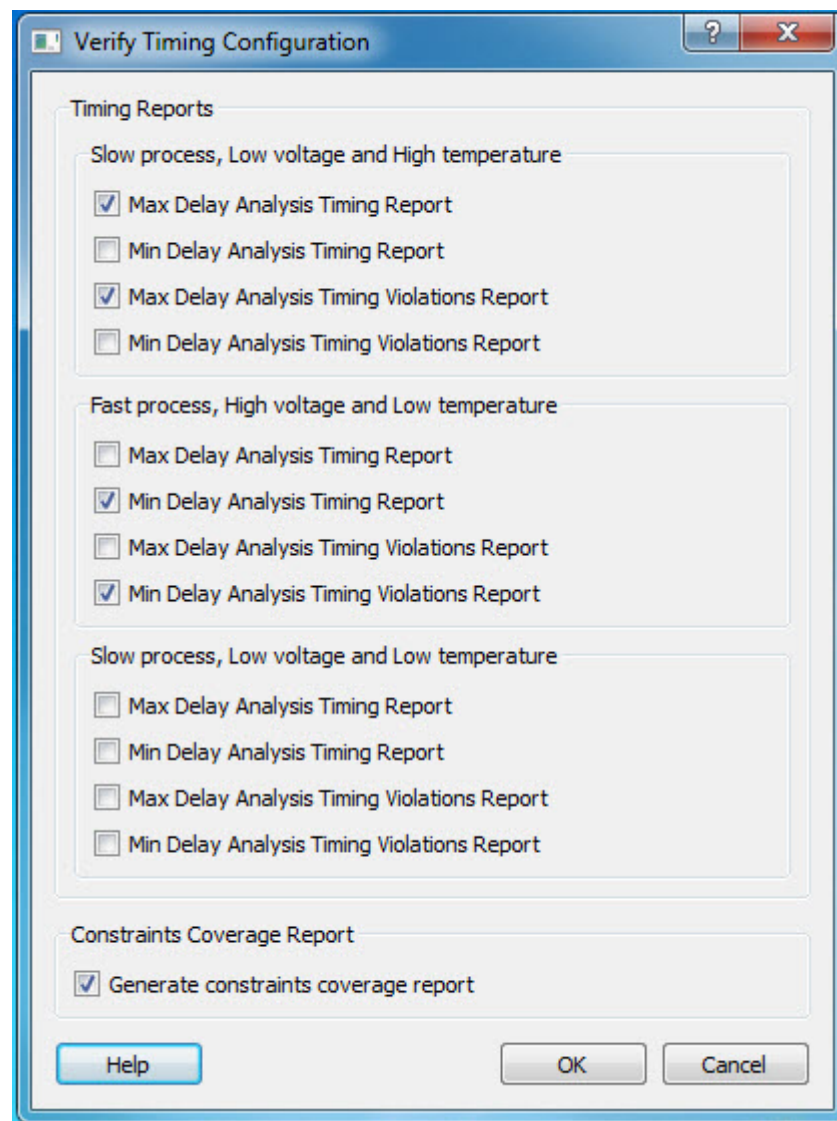 Verify Timing Configuration
?
Timing Reports
Slow process, Low voltage and High temperature
Max Delay Analysis Timing Report
Min Delay Analysis Timing Report
Max Delay Analysis Timing Violations Report
Min Delay Analysis Timing Violations Report
Fast process, High voltage and Low temperature
Max Delay Analysis Timing Report
Min Delay Analysis Timing Report
Max Delay Analysis Timing Violations Report
Min Delay Analysis Timing Violations Report
Slow process, Low voltage and Low temperature
Max Delay Analysis Timing Report
Min Delay Analysis Timing Report
Max Delay Analysis Timing Violations Report
Min Delay Analysis Timing Violations Report
Constraints Coverage Report
Generate constraints coverage report
Help OK Cancel